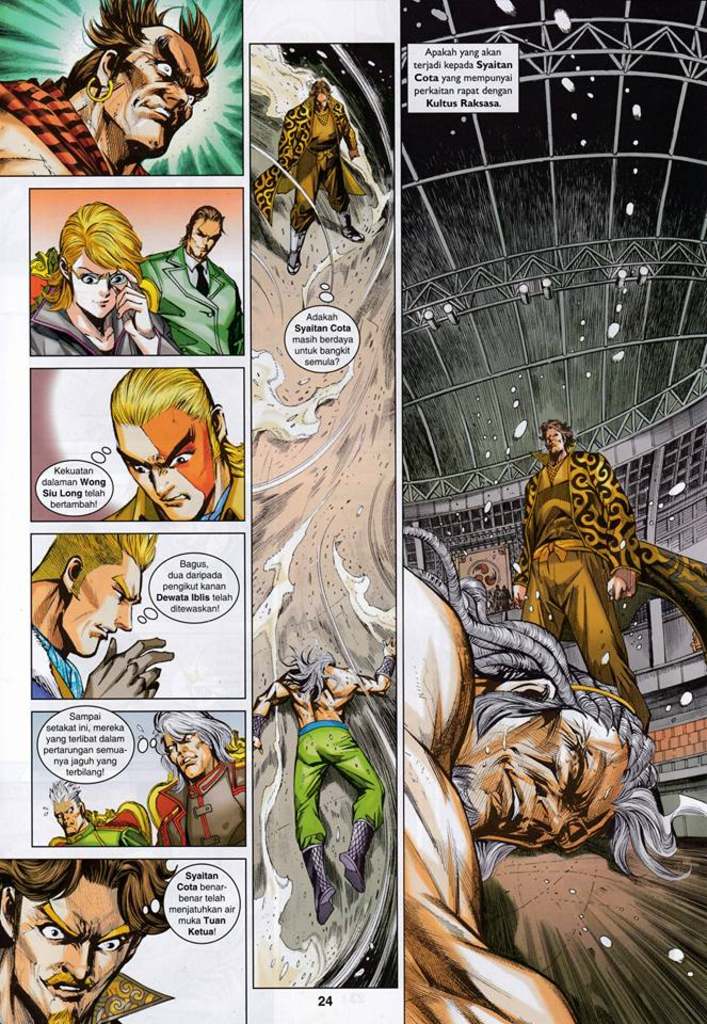 Kekuatan
dalaman Wong
Siu Long telah
bertambah!
Bagus,
dua daripada
pengikut kanan
Dewata Iblis telah
ditewaskan!
Sampai
setakat ini, mereka
yang terlibat dalam
pertarungan semua-
nya jaguh yang
terbilang!
Syaitan
Cota benar-
benar telah
menjatuhkan air
muka Tuan
Ketua!
Adakah
Syaitan Cota
masih berdaya
untuk bangkit
semula?
Apakah yang akan
terjadi kepada Syaitan
Cota yang mempunyai
perkaitan rapat dengan
Kultus Raksasa.
24